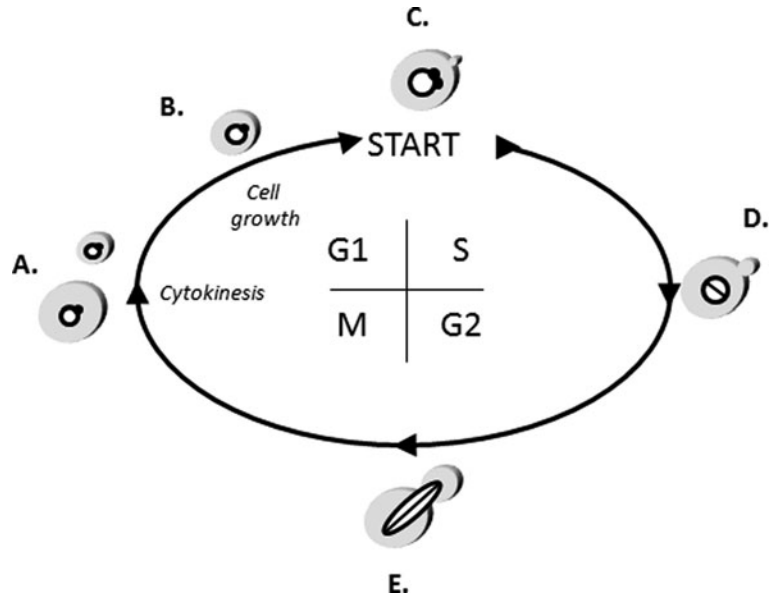 C.
B.
START
Cell
growth
D.
G1
S
A.
Cytokinesis
M
G2
E.